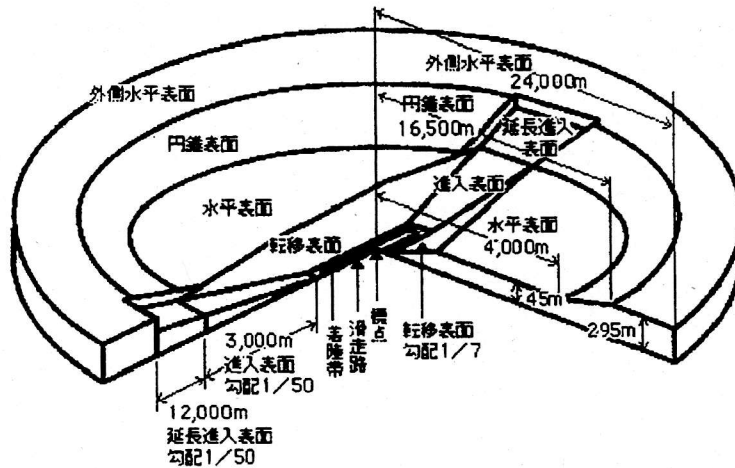 外側水平表面
24,000m
外側水平表面
円錐表面
16,500m
延長進入
表面
円錐表面
進入表面
水平表面
水平表面
4,000m
転移表面
45m
295m
3,000m
進入表面
勾配1/50
着陸帯
滑走路
標点
転移表面
勾配1/7
12,000m
延長進入表面
勾配1/50